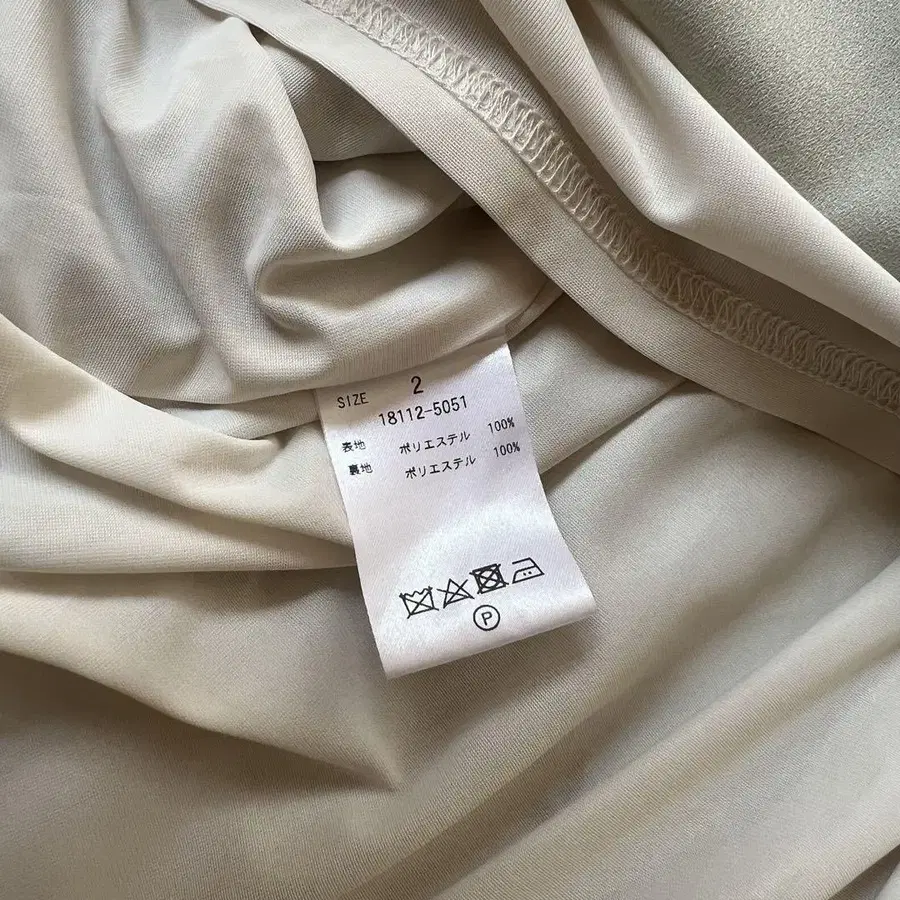 SIZE 2
18112-5051
表地 ポリエステル 100%
裏地 ポリエステル 100%
P